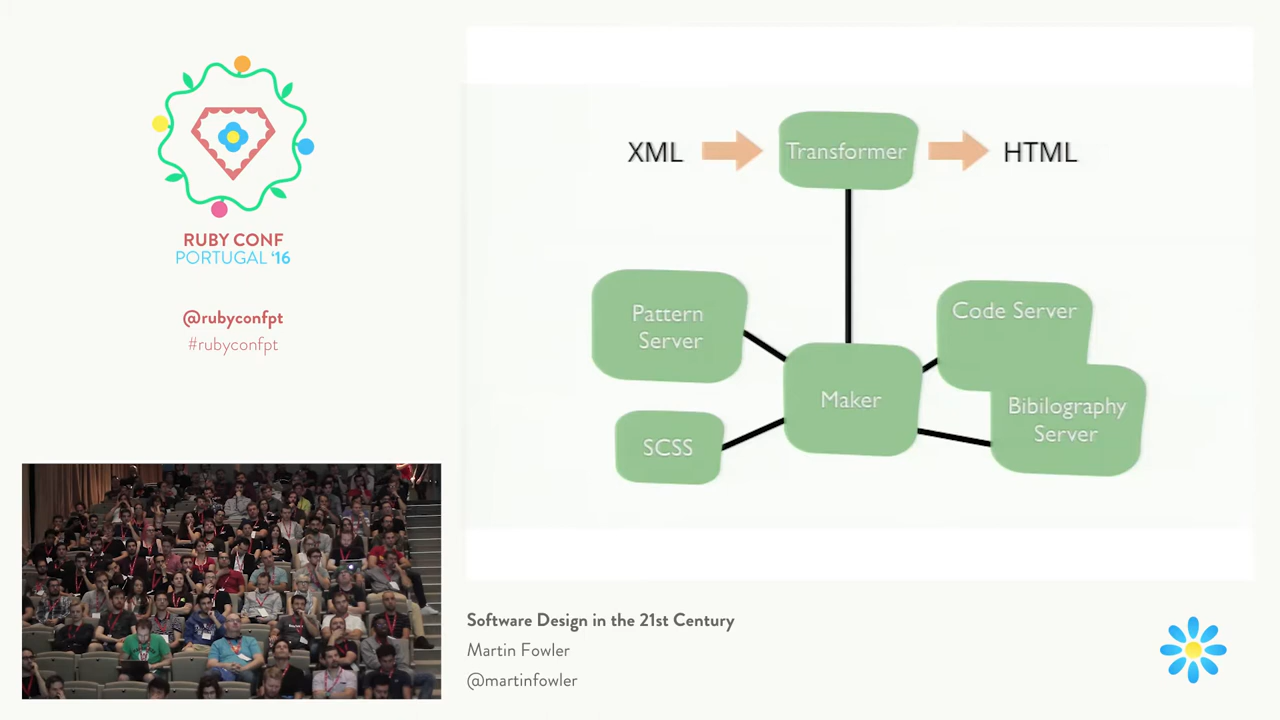 RUBY CONF
PORTUGAL '16
@rubyconfpt
#rubyconfpt
XML
Transformer
HTML
Pattern
Server
Code Server
Maker
Bibilography
Server
SCSS
Software Design in the 21st Century
Martin Fowler
@martinfowler